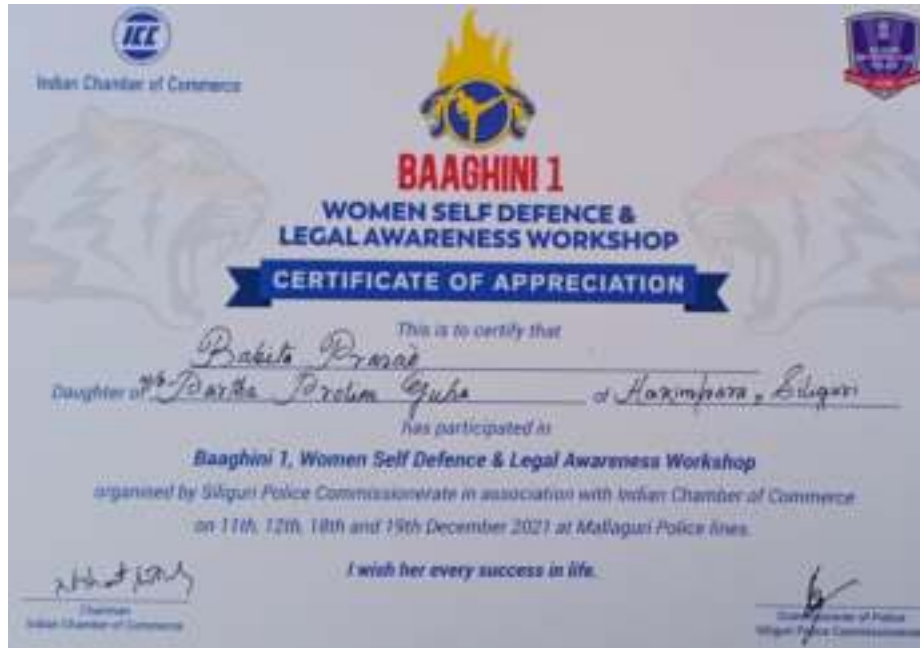 ICC
Indian Chamber of Commerce
BAAGHINI 1
WOMEN SELF DEFENCE &
LEGAL AWARENESS WORKSHOP
CERTIFICATE OF APPRECIATION
This is to certify that
Babita Prasad
Daughter of Partha Protim Guha of Hakimpara, Siliguri
has participated in
Baaghini 1, Women Self Defence & Legal Awareness Workshop
organised by Siliguri Police Commissionerate in association with Indian Chamber of Commerce
on 11th, 12th, 18th and 19th December 2021 at Mallaguri Police lines.
I wish her every success in life.
Chairman
Indian Chamber of Commerce
of Police
Siliguri Police Commissionerate